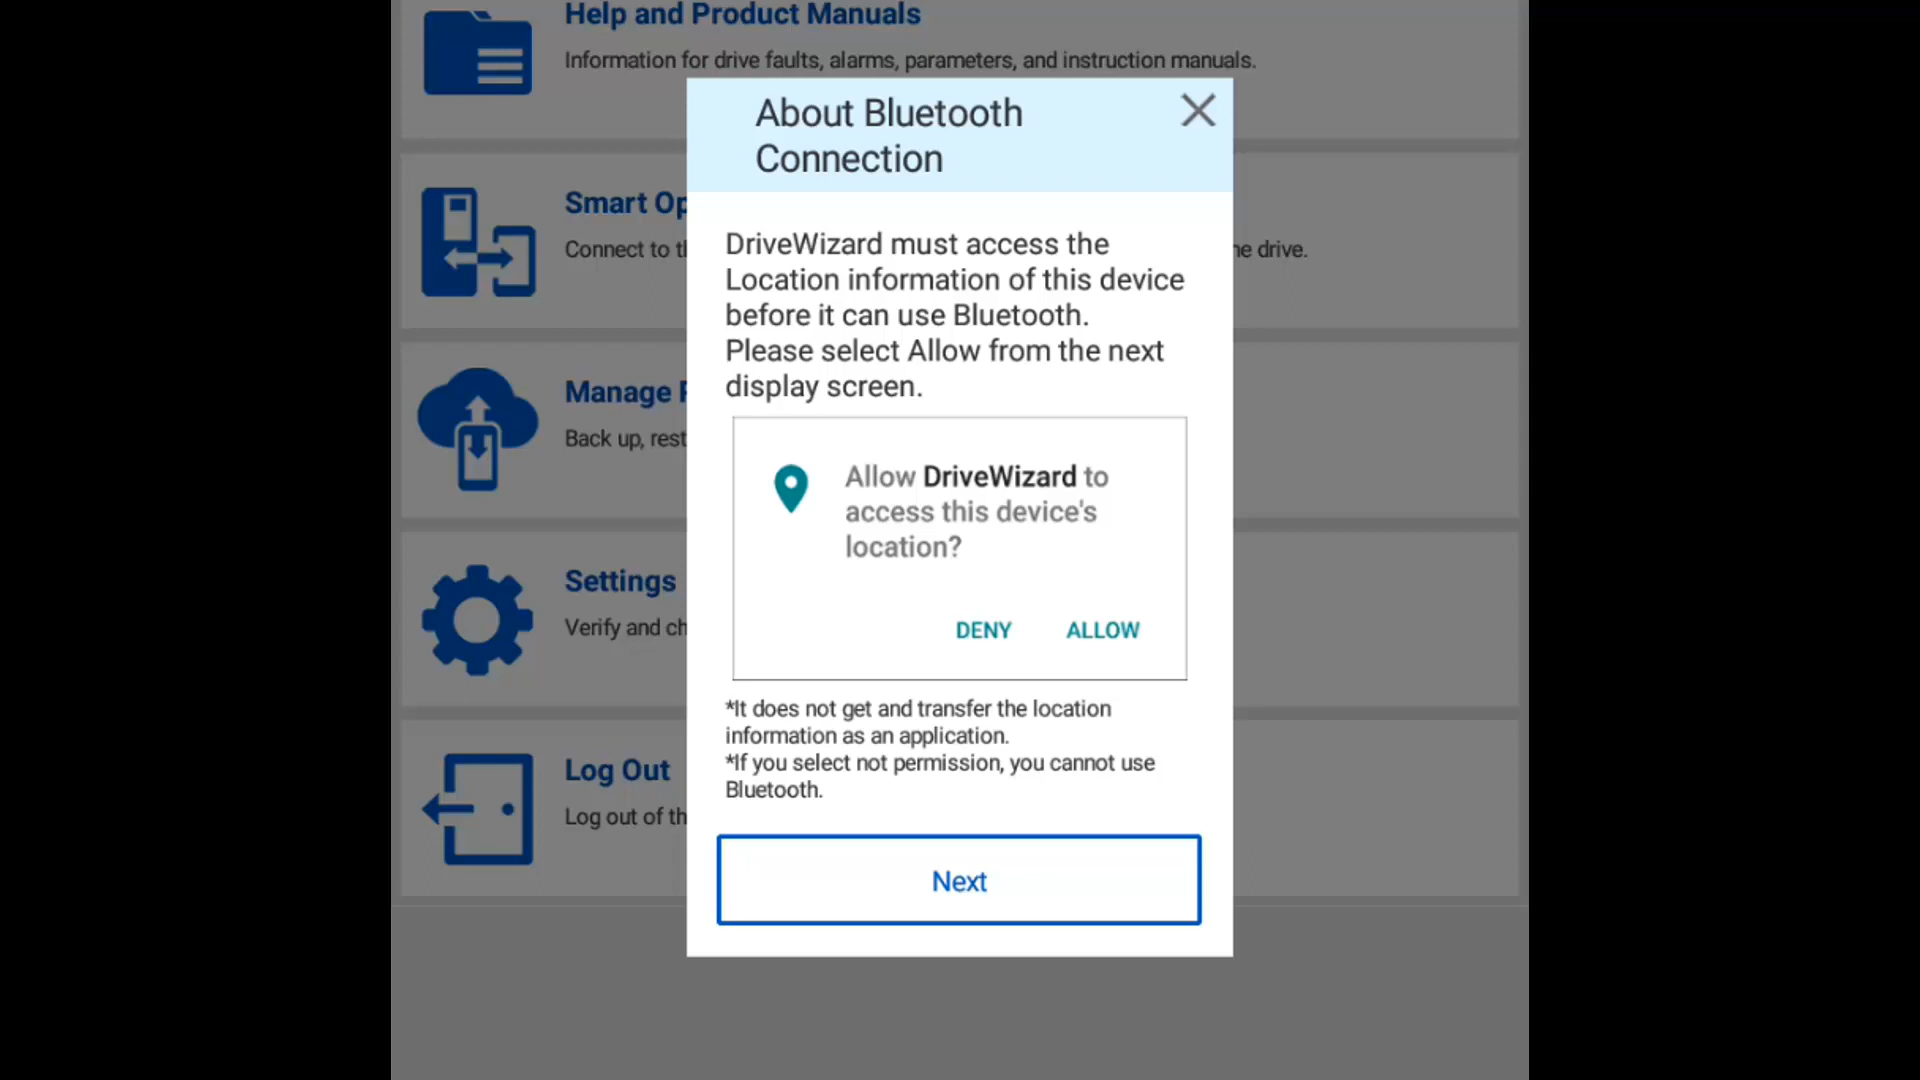 Help and Product Manuals
Information for drive faults, alarms, parameters, and instruction manuals.
About Bluetooth
Connection
Smart Op
Connect to t
he drive.
DriveWizard must access the
Location information of this device
before it can use Bluetooth.
Please select Allow from the next
display screen.
Manage
Back up, rest
Allow DriveWizard to
access this device's
location?
DENY ALLOW
Settings
Verify and ch
*It does not get and transfer the location
information as an application.
*If you select not permission, you cannot use
Bluetooth.
Log Out
Log out of th
Next